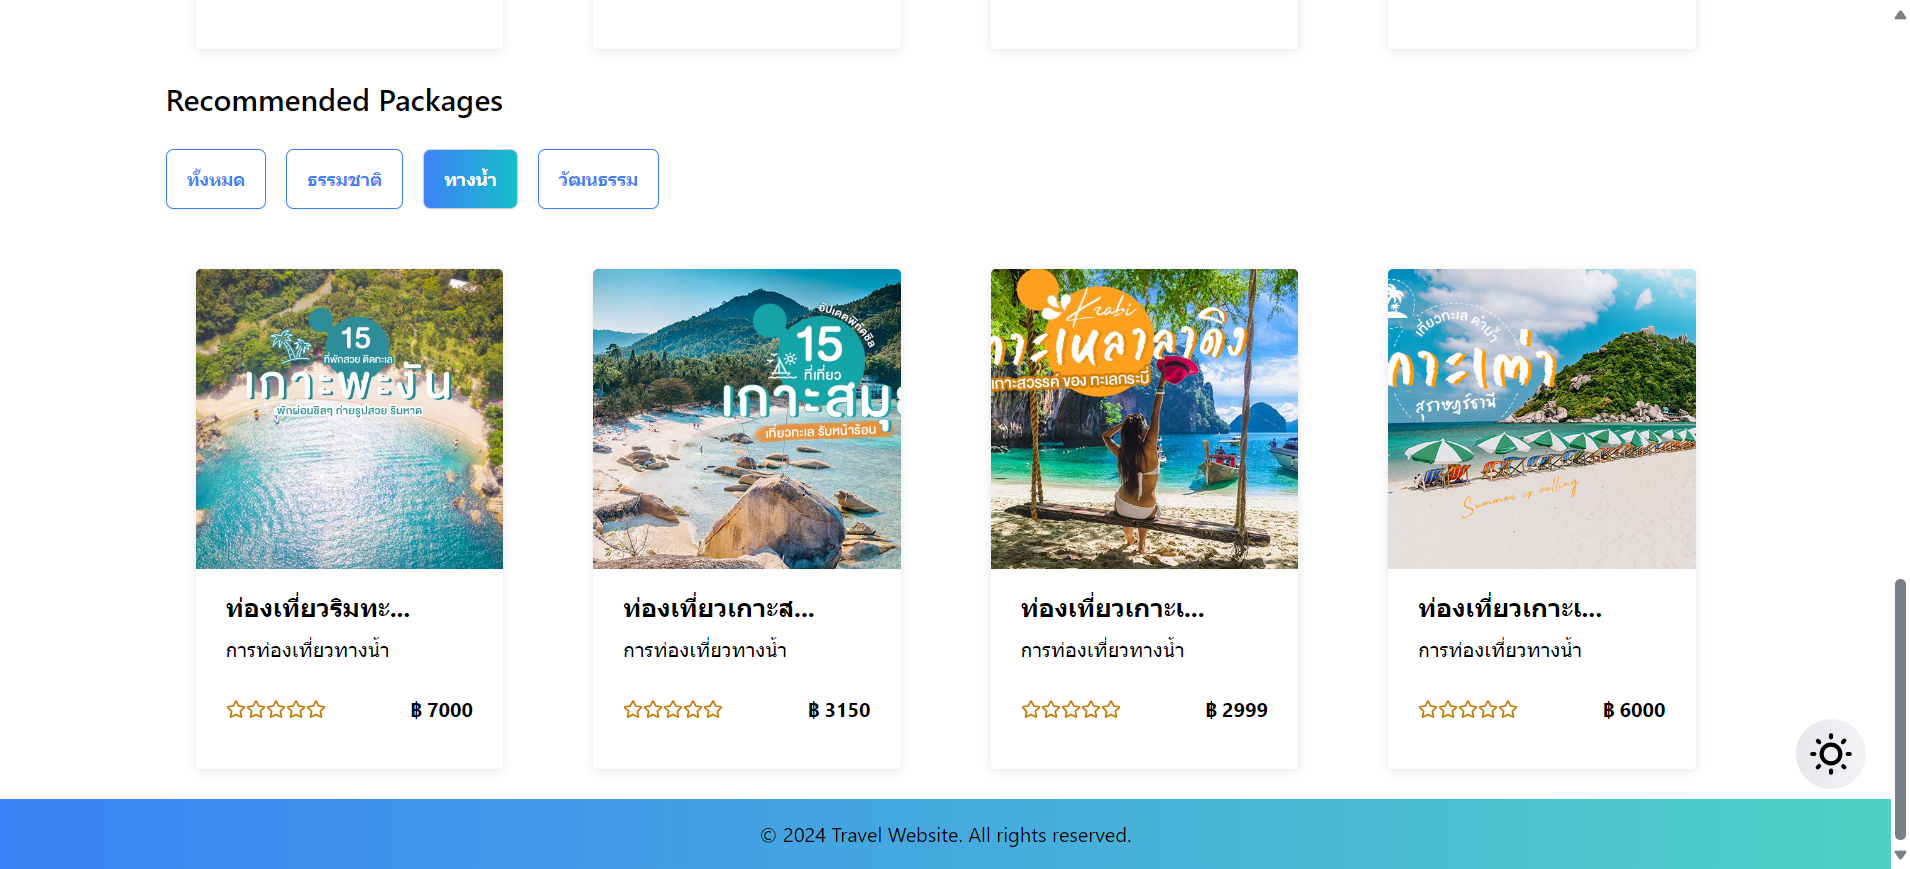 Recommended Packages
ทั้งหมด
ธรรมชาติ
ทางน้ำ
วัฒนธรรม
15
ที่พักสวย ติดทะเล
เกาะพะงัน
พักผ่อนชิลๆ ถ่ายรูปสวย ริมหาด
อัปเดตพิกัดชิล
15
ที่เที่ยว
เกาะสมุย
เที่ยวทะเล รับหน้าร้อน
Krabi
กาะเหลาลาดิง
เกาะสวรรค์ ของ ทะเลกระบี่
เที่ยวทะเล ดำน้ำ
กาะเต่า
สุราษฎร์ธานี
Summer is calling
ท่องเที่ยวริมทะ...
การท่องเที่ยวทางน้ำ
฿ 7000
ท่องเที่ยวเกาะส...
การท่องเที่ยวทางน้ำ
฿ 3150
ท่องเที่ยวเกาะเ...
การท่องเที่ยวทางน้ำ
฿ 2999
ท่องเที่ยวเกาะเ...
การท่องเที่ยวทางน้ำ
฿ 6000
© 2024 Travel Website. All rights reserved.